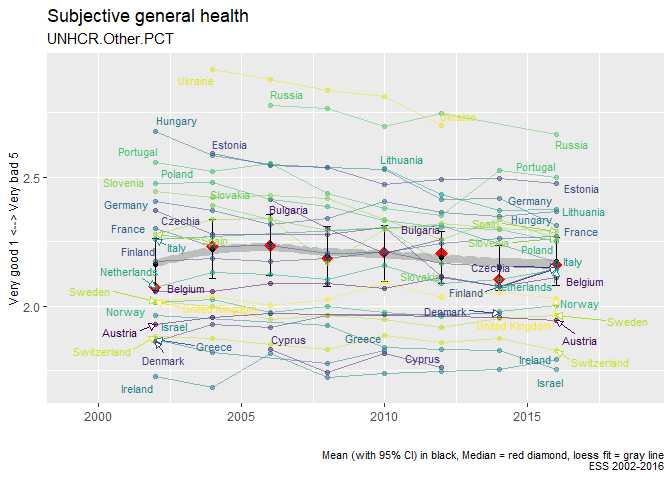 Subjective general health
UNHCR.Other.PCT
Very good 1 <--> Very bad 5
2.5
2.0
Ukraine
Russia
Ukraine
Hungary
Russia
Estonia
Portugal
Lithuania
Poland
Portugal
Slovenia
Estonia
Slovakia
Germany
Germany
Bulgaria
Lithuania
Czechia
Hungary
Spain
France
Bulgaria
France
Spain
Slovenia
Finland
Italy
Poland
Italy
Netherlands
Czechia
Slovakia
Belgium
Netherlands
Belgium
Sweden
Finland
Norway
Norway
United Kingdom
Denmark
Sweden
Austria
Israel
United Kingdom
Austria
Switzerland
Greece
Cyprus
Greece
Denmark
Cyprus
Ireland
Switzerland
Ireland
Israel
2000
2005
2010
2015
Mean (with 95% CI) in black, Median = red diamond, loess fit = gray line
ESS 2002-2016